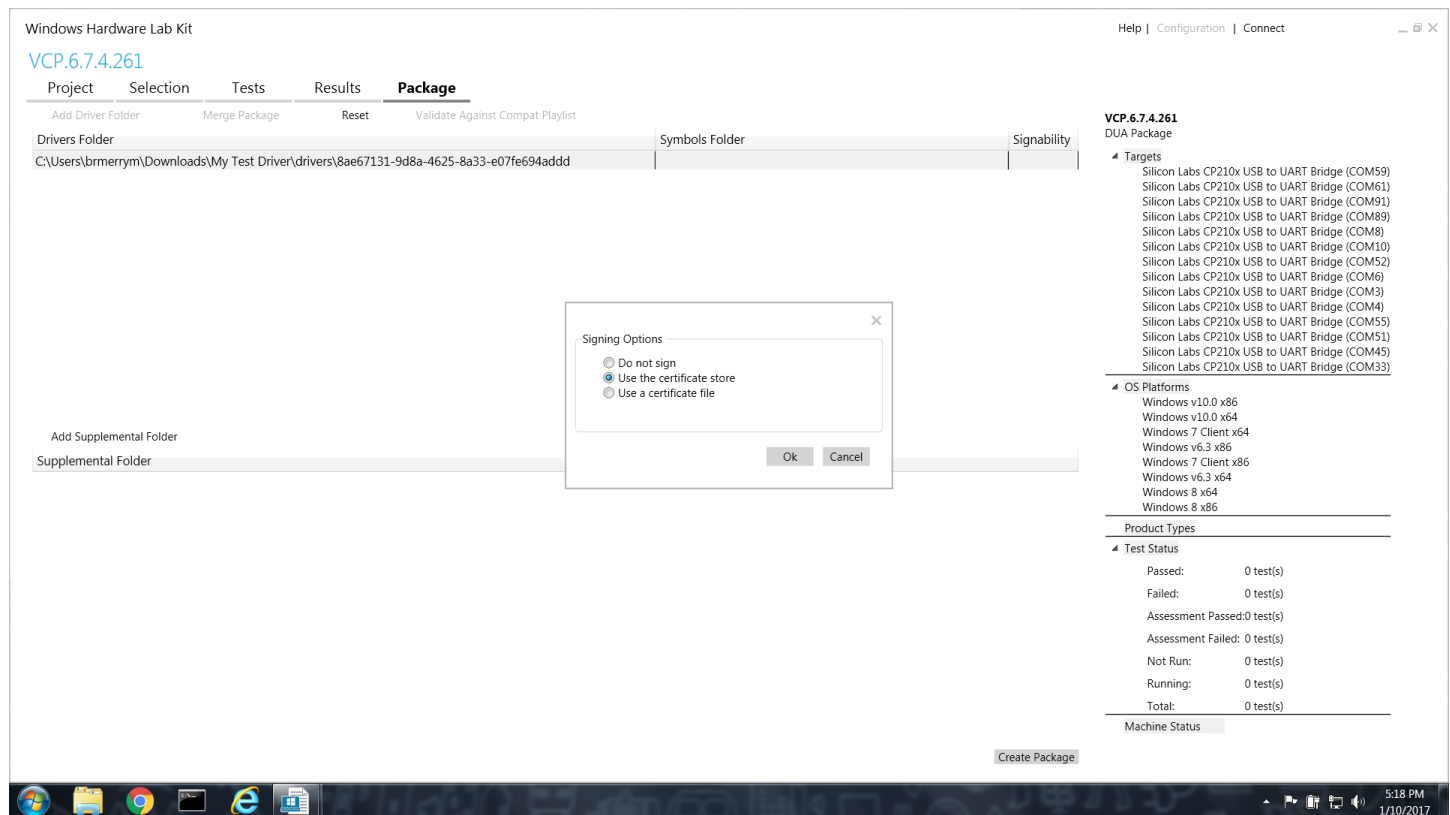 Windows Hardware Lab Kit
Help | Configuration | Connect
VCP.6.7.4.261
Project Selection Tests Results Package
Add Driver Folder Merge Package Reset Validate Against Compat Playlist
Drivers Folder Symbols Folder Signability
C:\Users\brmerrym\Downloads\My Test Driver\drivers\8ae67131-9d8a-4625-8a33-e07fe694addd
Signing Options
Do not sign
Use the certificate store
Use a certificate file
Ok Cancel
Add Supplemental Folder
Supplemental Folder
Create Package
VCP.6.7.4.261
DUA Package
Targets
Silicon Labs CP210x USB to UART Bridge (COM59)
Silicon Labs CP210x USB to UART Bridge (COM61)
Silicon Labs CP210x USB to UART Bridge (COM91)
Silicon Labs CP210x USB to UART Bridge (COM89)
Silicon Labs CP210x USB to UART Bridge (COM8)
Silicon Labs CP210x USB to UART Bridge (COM10)
Silicon Labs CP210x USB to UART Bridge (COM52)
Silicon Labs CP210x USB to UART Bridge (COM6)
Silicon Labs CP210x USB to UART Bridge (COM3)
Silicon Labs CP210x USB to UART Bridge (COM4)
Silicon Labs CP210x USB to UART Bridge (COM55)
Silicon Labs CP210x USB to UART Bridge (COM51)
Silicon Labs CP210x USB to UART Bridge (COM45)
Silicon Labs CP210x USB to UART Bridge (COM33)
OS Platforms
Windows v10.0 x86
Windows v10.0 x64
Windows 7 Client x64
Windows v6.3 x86
Windows 7 Client x86
Windows v6.3 x64
Windows 8 x64
Windows 8 x86
Product Types
Test Status
Passed: 0 test(s)
Failed: 0 test(s)
Assessment Passed:0 test(s)
Assessment Failed: 0 test(s)
Not Run: 0 test(s)
Running: 0 test(s)
Total: 0 test(s)
Machine Status
5:18 PM
1/10/2017